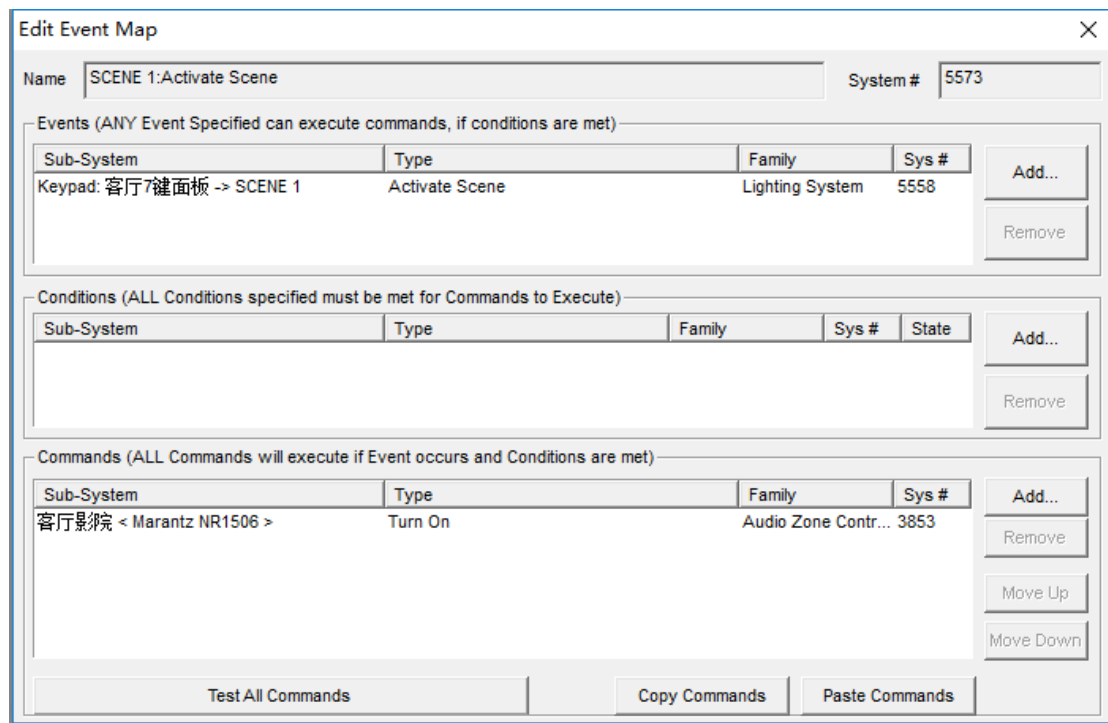 Edit Event Map
Name SCENE 1:Activate Scene System # 5573
Events (ANY Event Specified can execute commands, if conditions are met)
Sub-System Type Family Sys # Add...
Keypad: 客厅7键面板 -> SCENE 1 Activate Scene Lighting System 5558
Remove
Conditions (ALL Conditions specified must be met for Commands to Execute)
Sub-System Type Family Sys # State Add...
Remove
Commands (ALL Commands will execute if Event occurs and Conditions are met)
Sub-System Type Family Sys # Add...
客厅影院 < Marantz NR1506 > Turn On Audio Zone Contr... 3853
Remove
Move Up
Move Down
Test All Commands Copy Commands Paste Commands